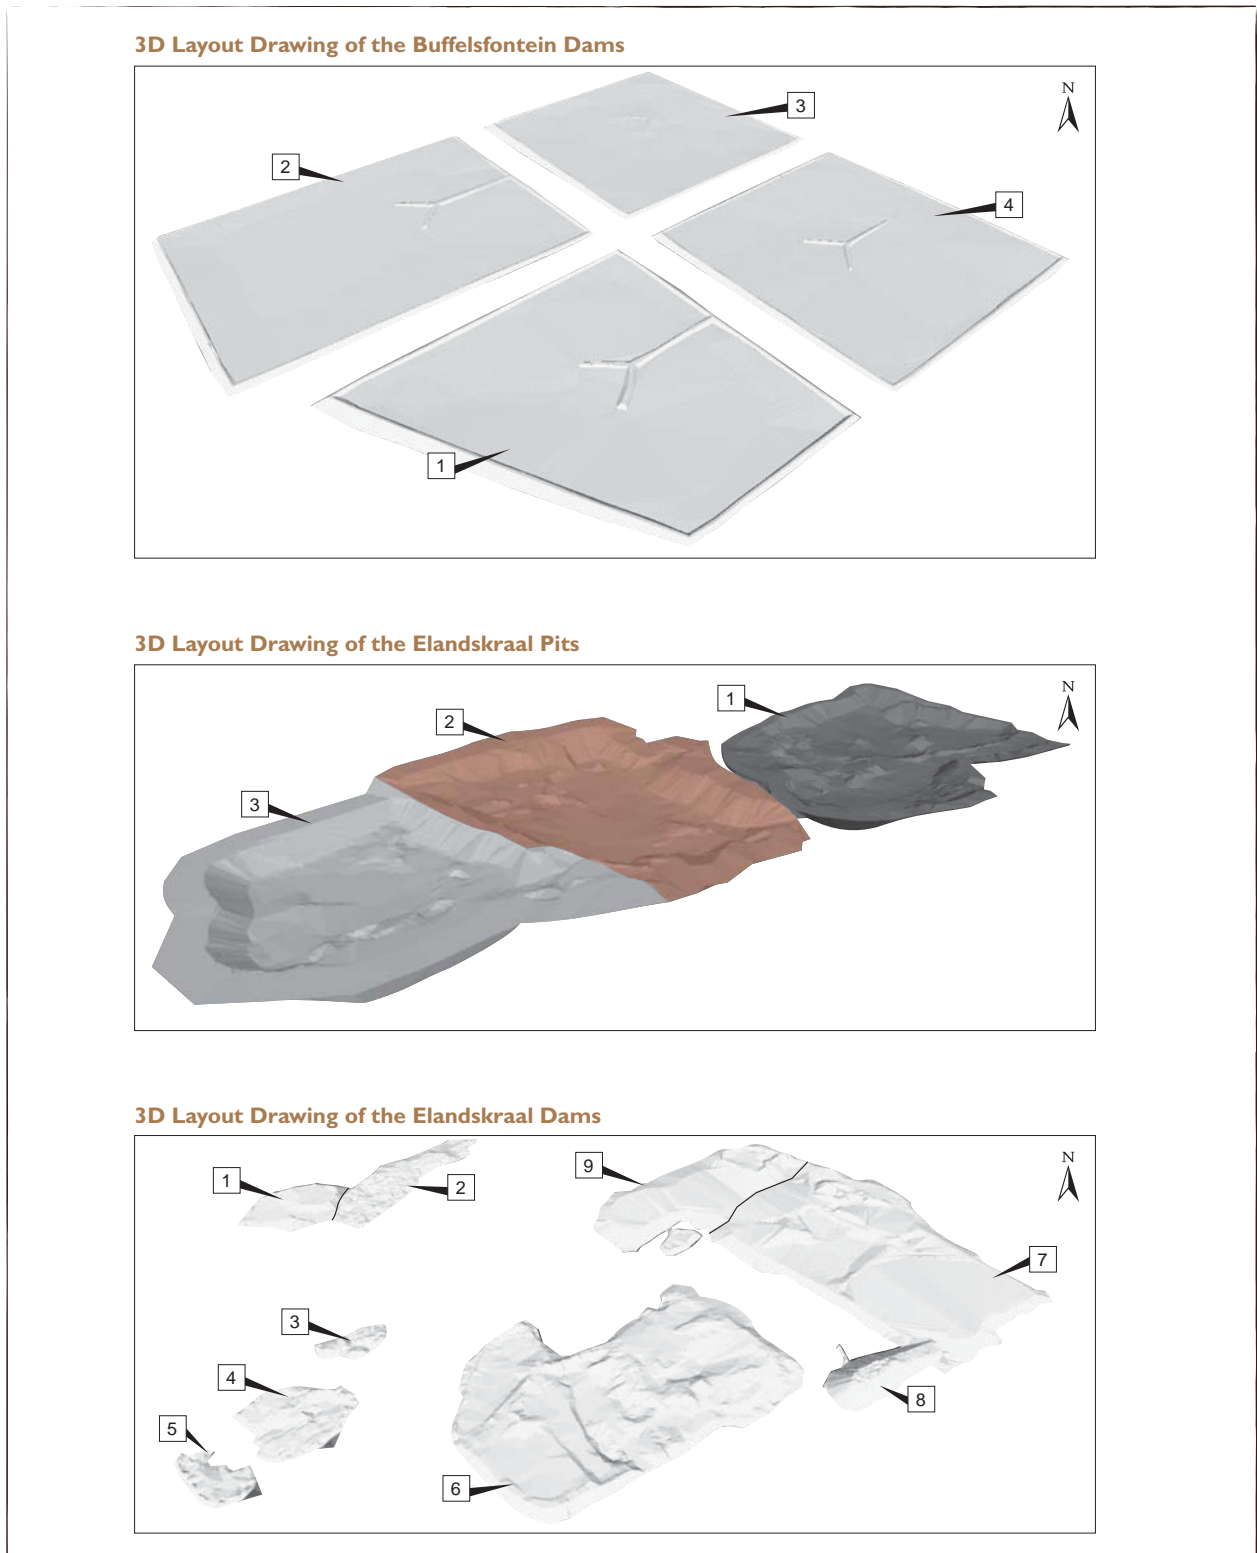 3D Layout Drawing of the Buffelsfontein Dams
N
3
2
4
1
3D Layout Drawing of the Elandskraal Pits
N
1
2
3
3D Layout Drawing of the Elandskraal Dams
N
9
1
2
7
3
4
8
5
6